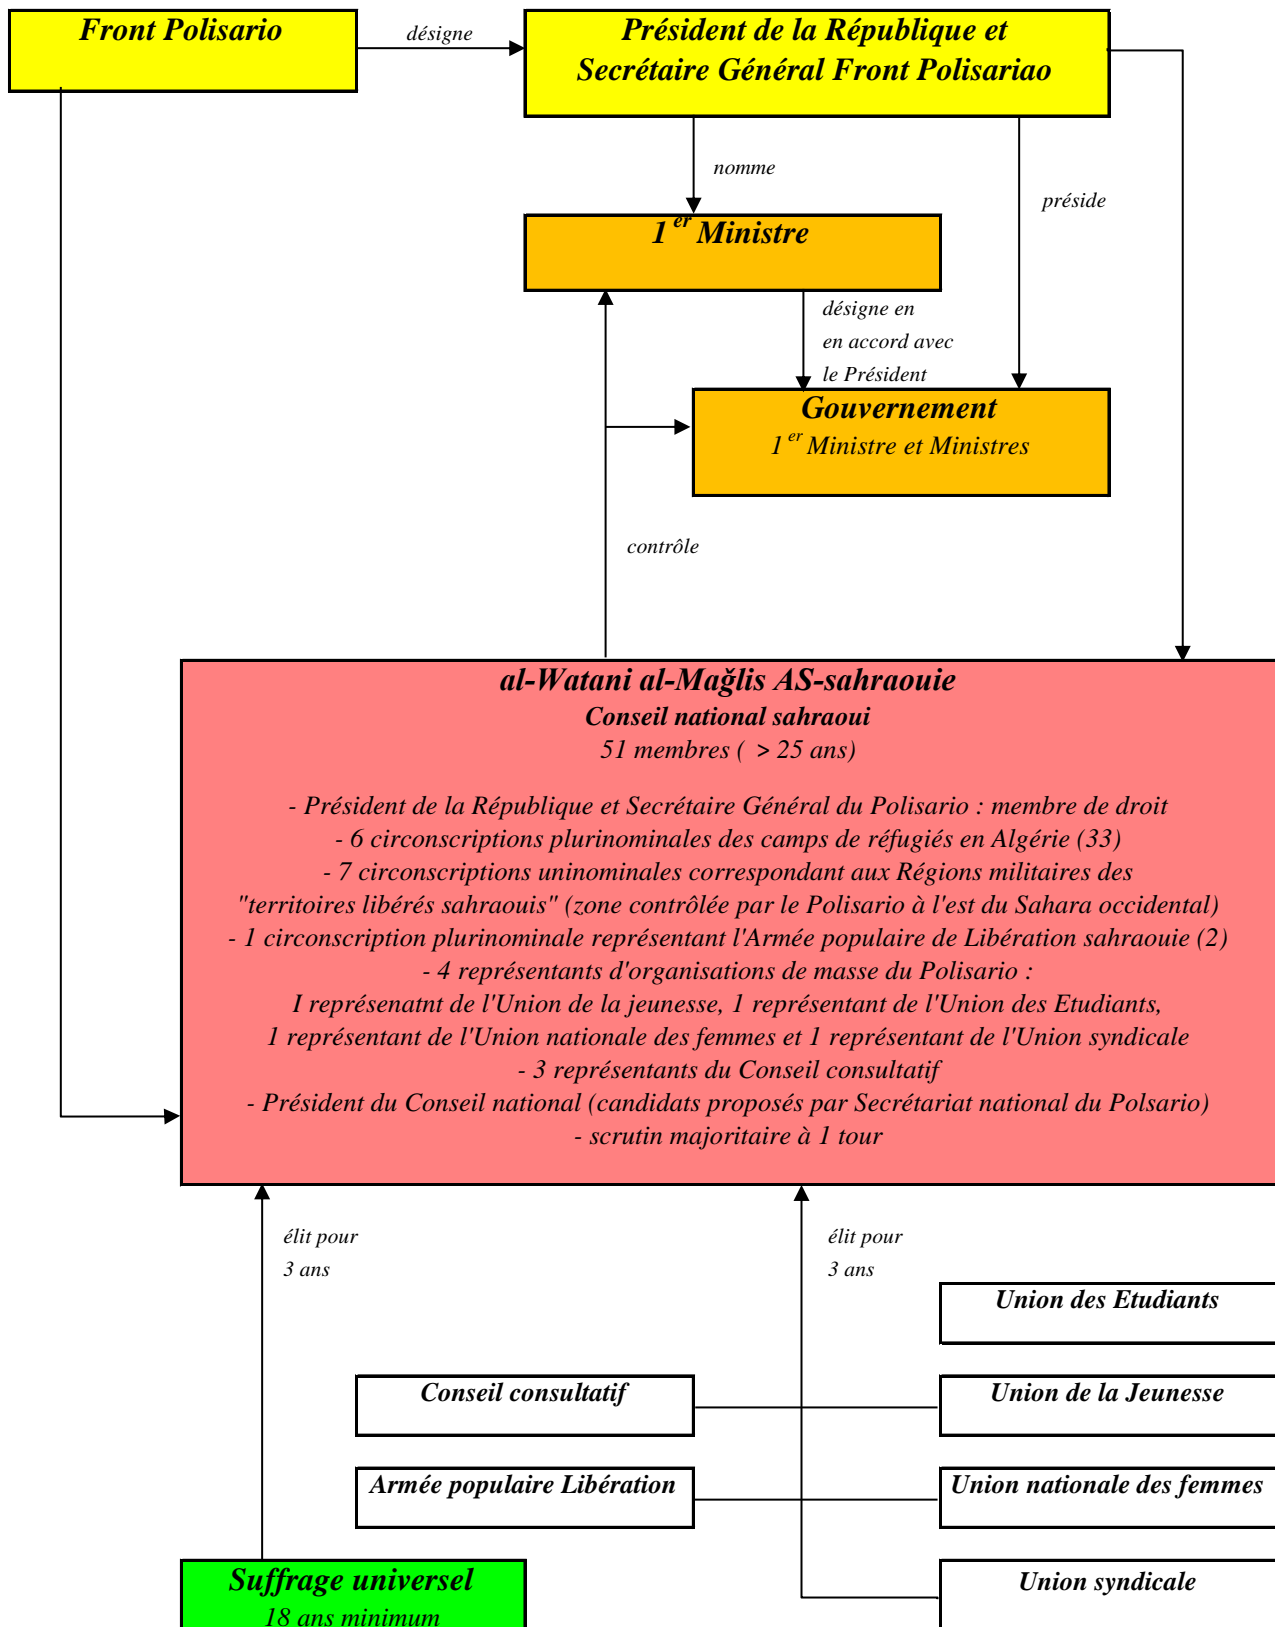 Front Polisario
désigne
Président de la République et
Secrétaire Général Front Polisariao
nomme
préside
1 er Ministre
désigne en
en accord avec
le Président
Gouvernement
1 er Ministre et Ministres
contrôle
al-Watani al-Mağlis AS-sahraouie
Conseil national sahraoui
51 membres ( > 25 ans)
- Président de la République et Secrétaire Général du Polisario : membre de droit
- 6 circonscriptions plurinominales des camps de réfugiés en Algérie (33)
- 7 circonscriptions uninominales correspondant aux Régions militaires des
"territoires libérés sahraouis" (zone contrôlée par le Polisario à l'est du Sahara occidental)
- 1 circonscription plurinominale représentant l'Armée populaire de Libération sahraouie (2)
- 4 représentants d'organisations de masse du Polisario :
I représenatnt de l'Union de la jeunesse, 1 représentant de l'Union des Etudiants,
1 représentant de l'Union nationale des femmes et 1 représentant de l'Union syndicale
- 3 représentants du Conseil consultatif
- Président du Conseil national (candidats proposés par Secrétariat national du Polsario)
- scrutin majoritaire à 1 tour
élit pour
3 ans
élit pour
3 ans
Union des Etudiants
Conseil consultatif
Union de la Jeunesse
Armée populaire Libération
Union nationale des femmes
Suffrage universel
18 ans minimum
Union syndicale